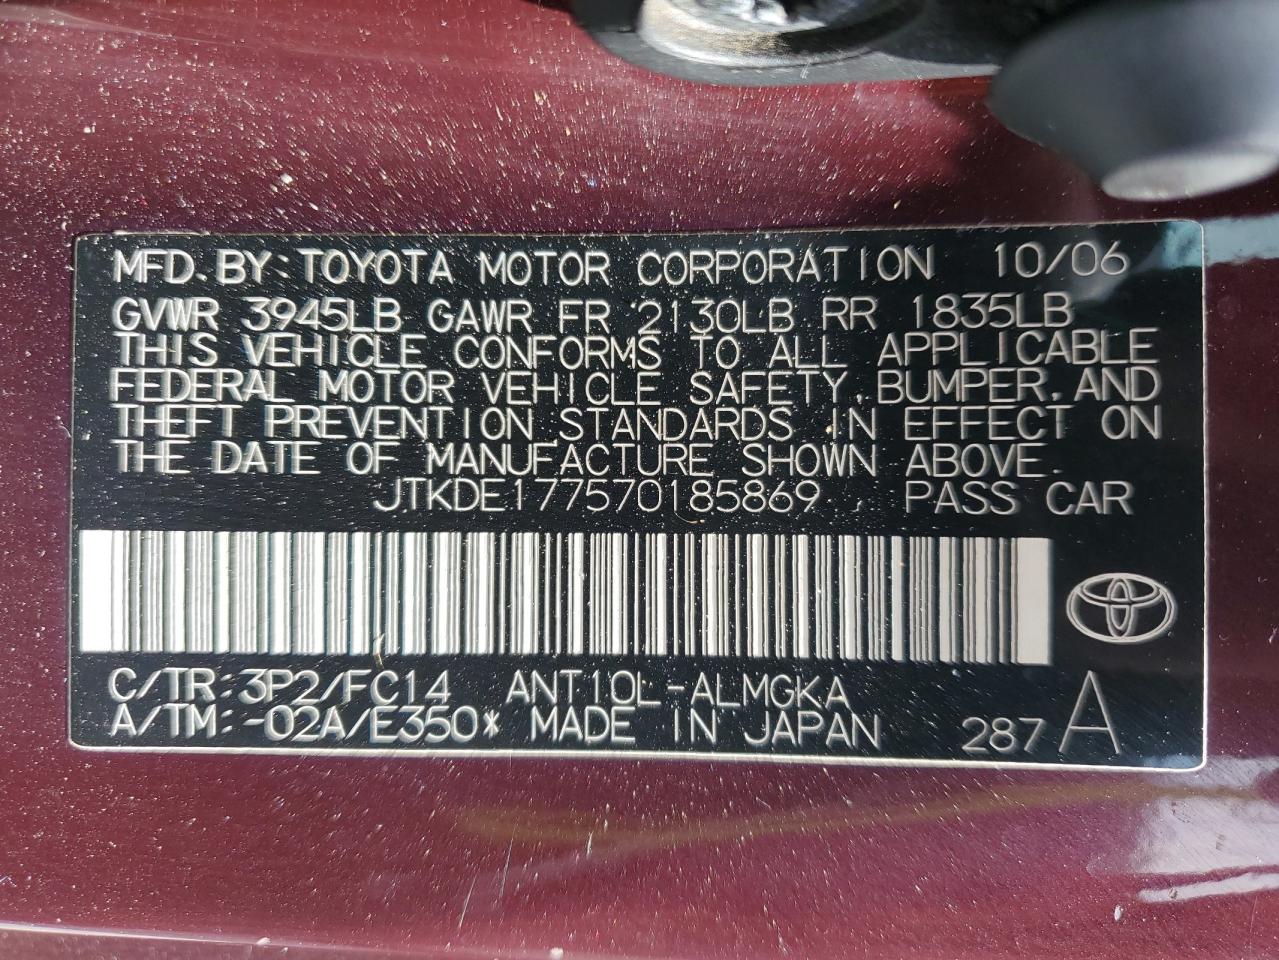 MFD. BY: TOYOTA MOTOR CORPORATION 10/06
GVWR 3945LB GAWR FR 2130LB RR 1835LB
THIS VEHICLE CONFORMS TO ALL APPLICABLE
FEDERAL MOTOR VEHICLE SAFETY, BUMPER, AND
THEFT PREVENTION STANDARDS IN EFFECT ON
THE DATE OF MANUFACTURE SHOWN ABOVE.
JTKDE177570185869 PASS CAR
C/TR: 3P2/FC14 ANT10L-ALMGKA
A/TM: -02A/E350* MADE IN JAPAN 287 A